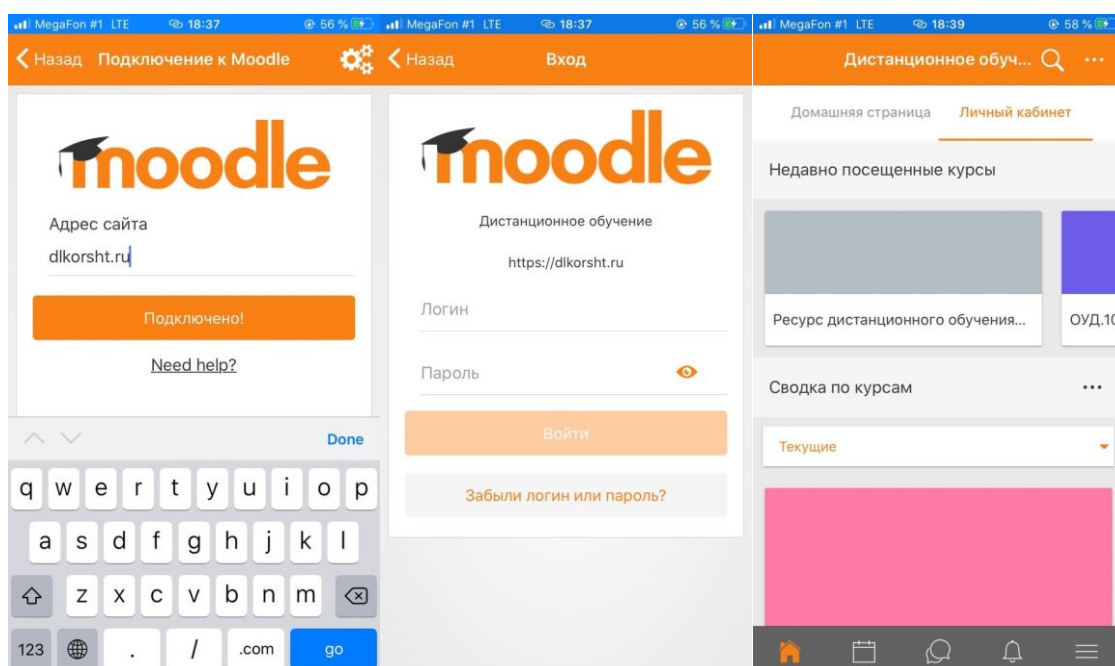 MegaFon #1 LTE 18:37 56 %
Назад Подключение к Moodle
moodle
Адрес сайта
dlkorsht.ru
Подключено!
Need help?
Done
q w e r t y u i o p
a s d f g h j k l
z x c v b n m
123 . / .com go
MegaFon #1 LTE 18:37 56 %
Назад Вход
moodle
Дистанционное обучение
https://dlkorsht.ru
Логин
Пароль
Войти
Забыли логин или пароль?
MegaFon #1 LTE 18:39 58 %
Дистанционное обуч...
Домашняя страница Личный кабинет
Недавно посещенные курсы
Ресурс дистанционного обучения... ОУД.10
Сводка по курсам
Текущие